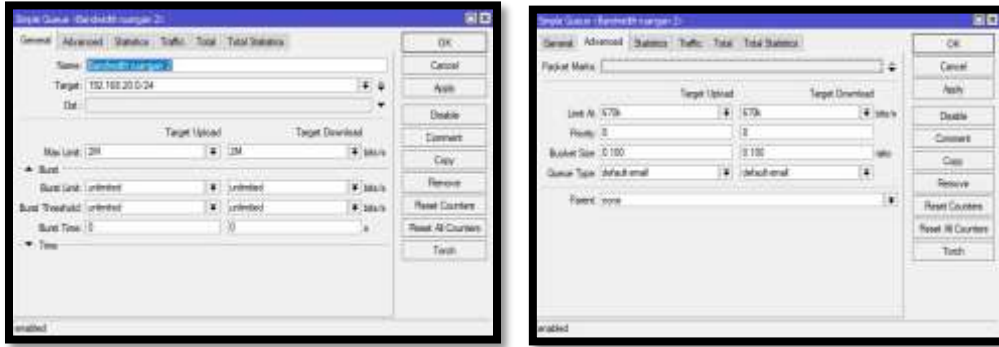 Simple Queue <Bandwidth ruangan 2>
General Advanced Statistics Traffic Total Total Statistics
Name: Bandwidth ruangan 2
Target: 192.168.20.0/24
Dst:
Target Upload Target Download
Max Limit: 2M 2M bits/s
Burst
Burst Limit: unlimited unlimited bits/s
Burst Threshold: unlimited unlimited bits/s
Burst Time: 0 0 s
Time
OK
Cancel
Apply
Disable
Comment
Copy
Remove
Reset Counters
Reset All Counters
Torch
enabled
Simple Queue <Bandwidth ruangan 2>
General Advanced Statistics Traffic Total Total Statistics
Packet Marks:
Target Upload Target Download
Limit At: 670k 670k bits/s
Priority: 8 8
Bucket Size: 0.100 0.100 ratio
Queue Type: default-small default-small
Parent: none
OK
Cancel
Apply
Disable
Comment
Copy
Remove
Reset Counters
Reset All Counters
Torch
enabled